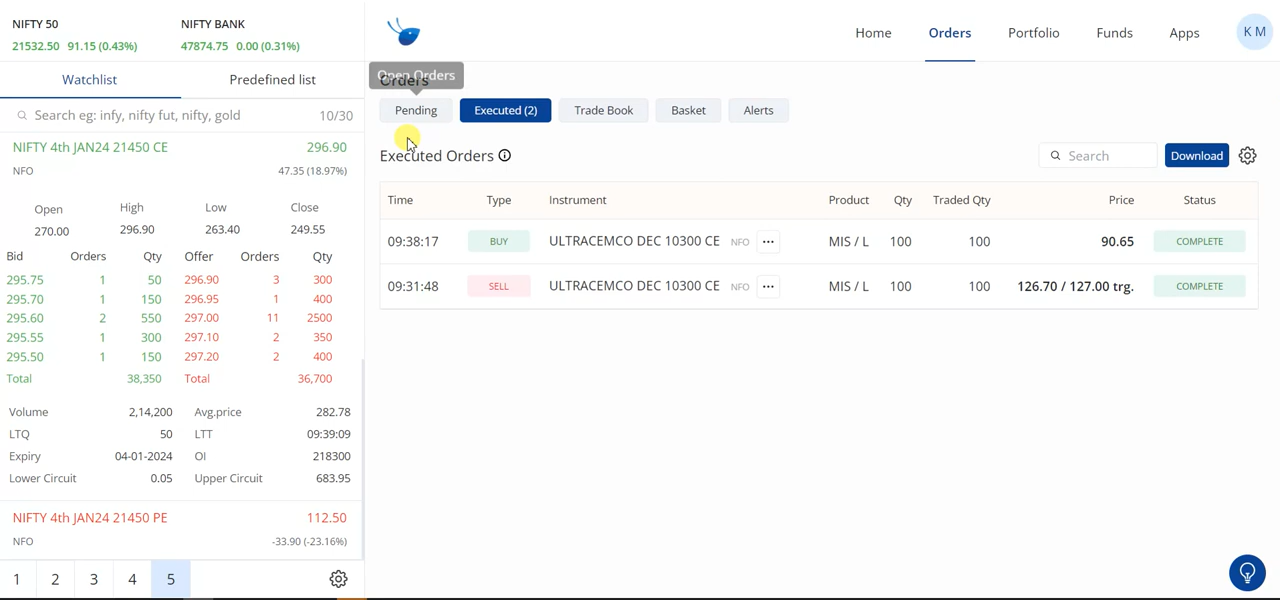 NIFTY 50 NIFTY BANK
21532.50 91.15 (0.43%) 47874.75 0.00 (0.31%)
Watchlist Predefined list
Search eg: infy, nifty fut, nifty, gold 10/30
NIFTY 4th JAN24 21450 CE 296.90
NFO 47.35 (18.97%)
Open High Low Close
270.00 296.90 263.40 249.55
Bid Orders Qty Offer Orders Qty
295.75 1 50 296.90 3 300
295.70 1 150 296.95 1 400
295.60 2 550 297.00 11 2500
295.55 1 300 297.10 2 350
295.50 1 150 297.20 2 400
Total 38,350 Total 36,700
Volume 2,14,200 Avg.price 282.78
LTQ 50 LTT 09:39:09
Expiry 04-01-2024 OI 218300
Lower Circuit 0.05 Upper Circuit 683.95
NIFTY 4th JAN24 21450 PE 112.50
NFO -33.90 (-23.16%)
1 2 3 4 5
Home Orders Portfolio Funds Apps K M
Open Orders
Orders
Pending Executed (2) Trade Book Basket Alerts
Executed Orders Search Download
Time Type Instrument Product Qty Traded Qty Price Status
09:38:17 BUY ULTRACEMCO DEC 10300 CE NFO ••• MIS / L 100 100 90.65 COMPLETE
09:31:48 SELL ULTRACEMCO DEC 10300 CE NFO ••• MIS / L 100 100 126.70 / 127.00 trg. COMPLETE